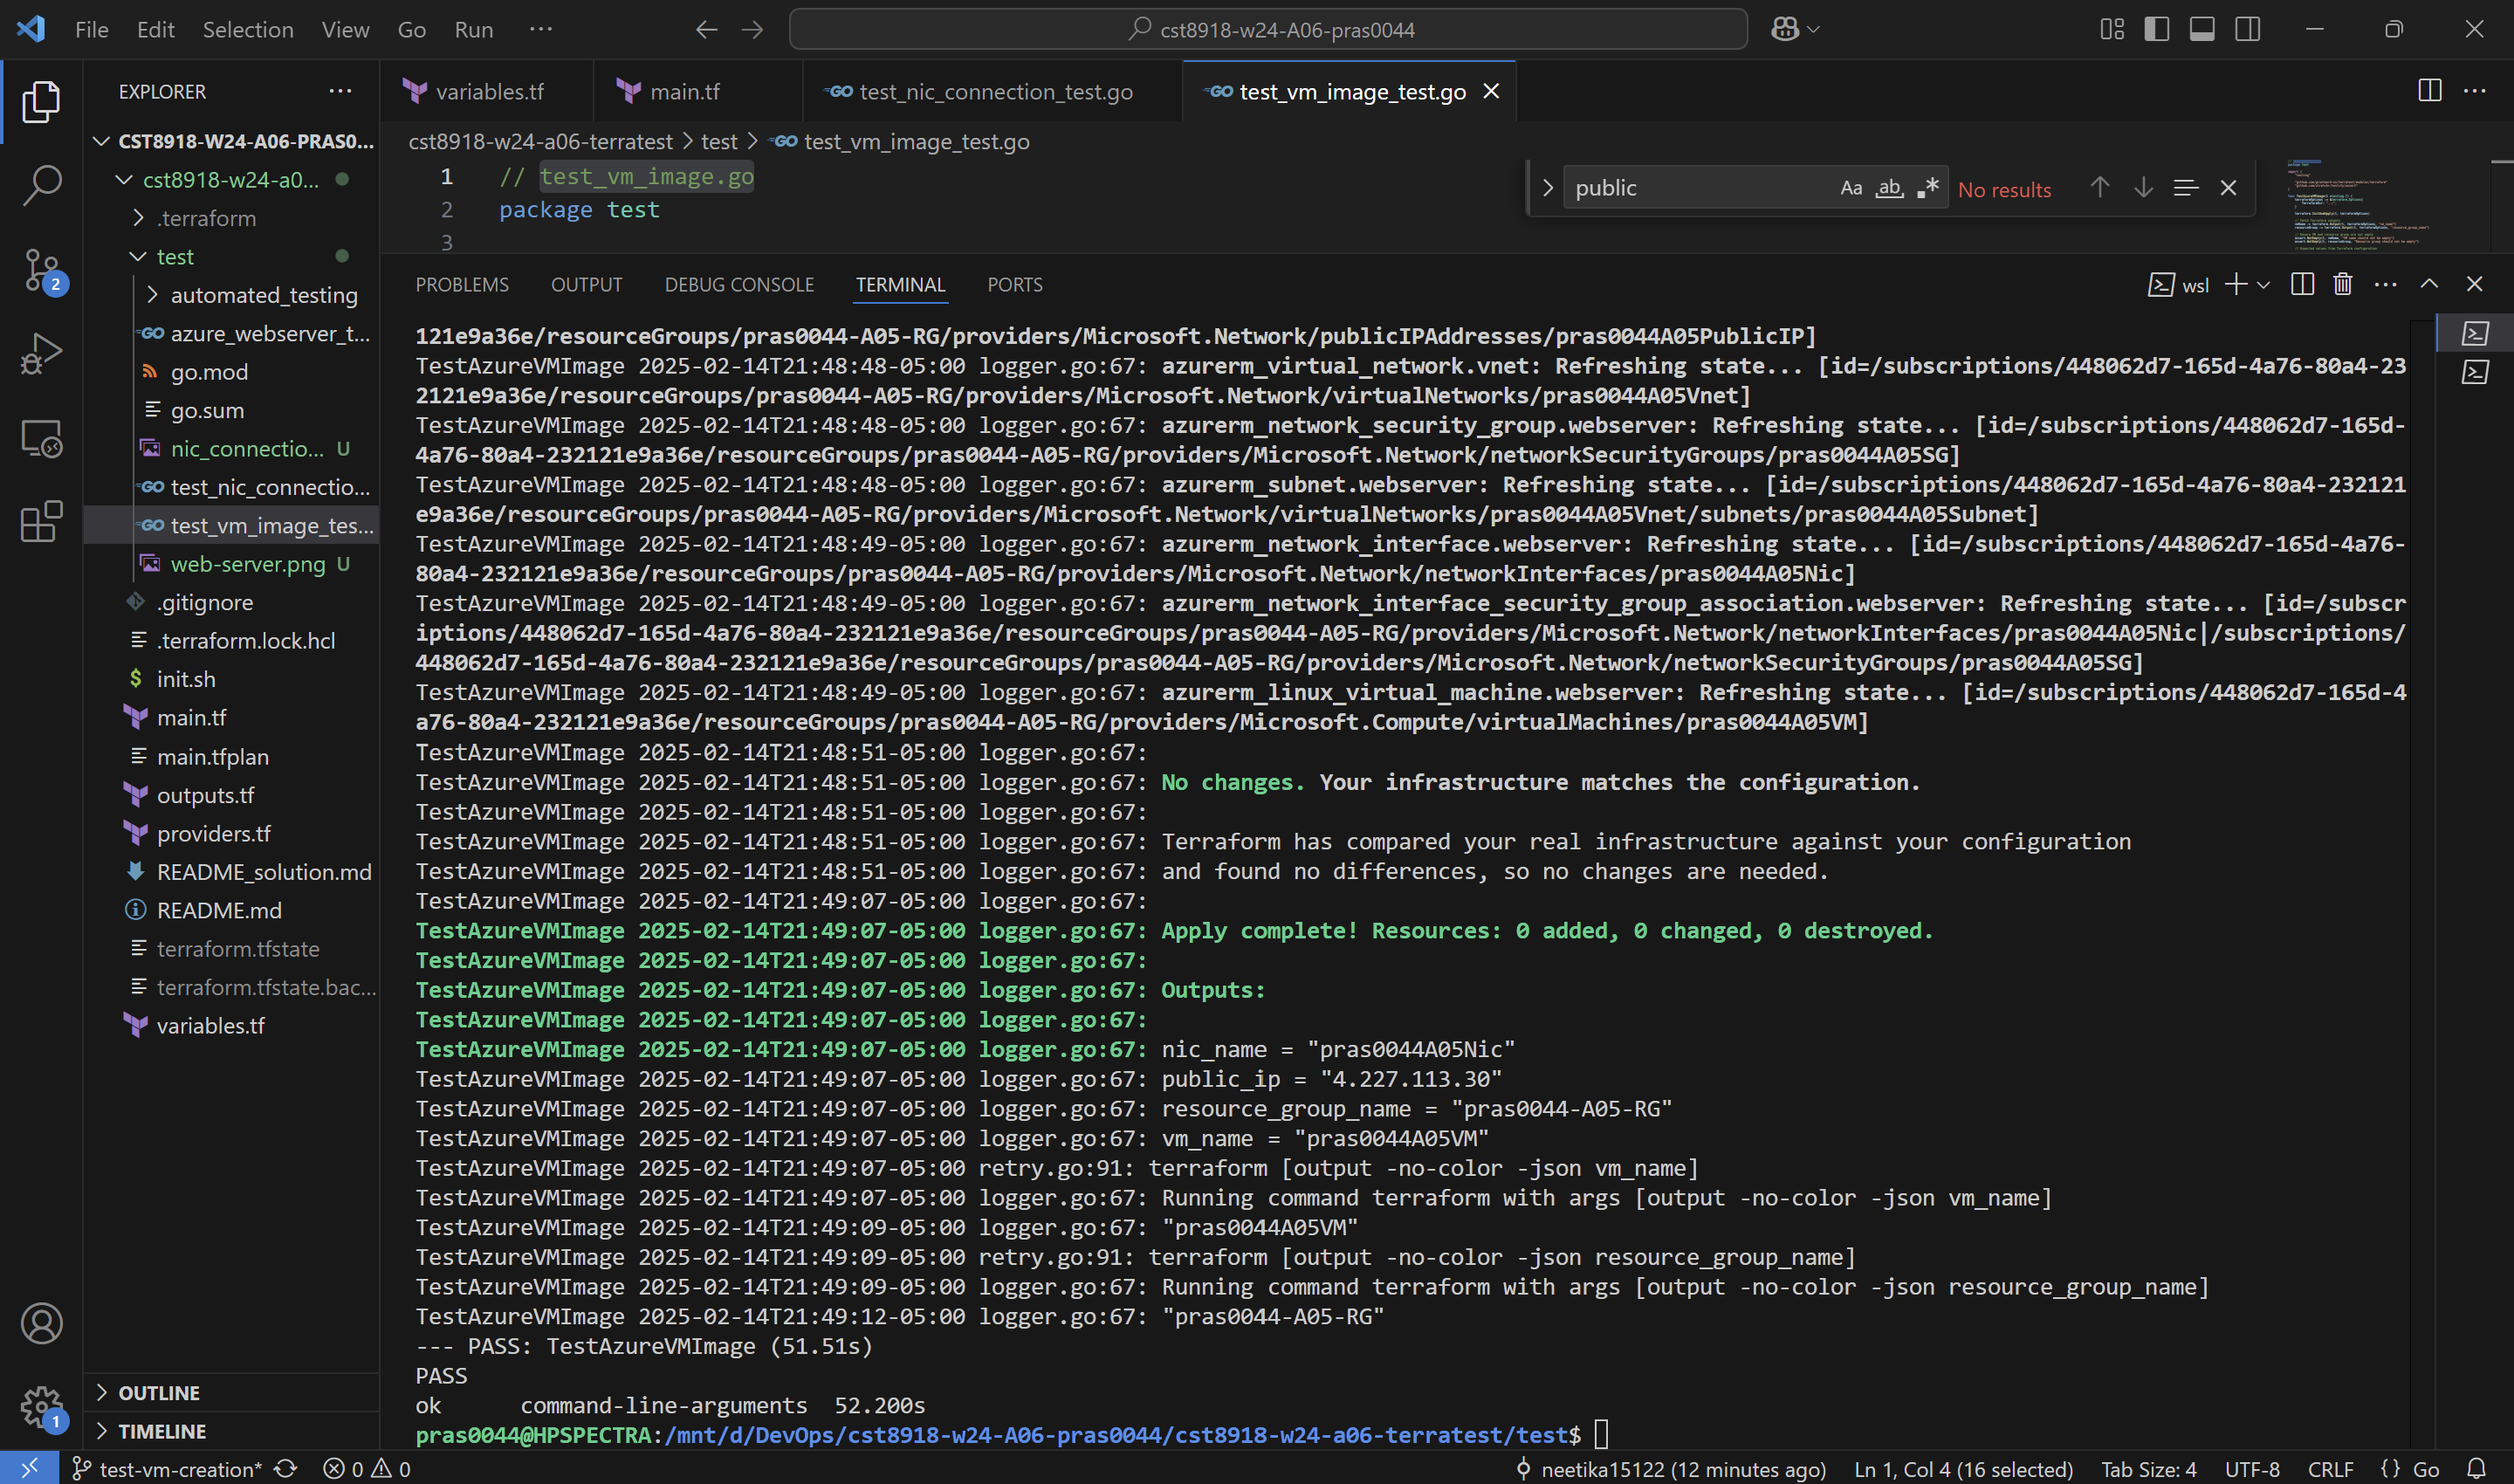 File Edit Selection View Go Run ...
cst8918-w24-A06-pras0044
EXPLORER
variables.tf
main.tf
test_nic_connection_test.go
test_vm_image_test.go
CST8918-W24-A06-PRAS0...
cst8918-w24-a06-terratest > test > test_vm_image_test.go
cst8918-w24-a0...
.terraform
test
automated_testing
azure_webserver_t...
go.mod
go.sum
nic_connectio... U
test_nic_connectio...
test_vm_image_tes...
web-server.png U
.gitignore
.terraform.lock.hcl
init.sh
main.tf
main.tfplan
outputs.tf
providers.tf
README_solution.md
README.md
terraform.tfstate
terraform.tfstate.bac...
variables.tf
OUTLINE
TIMELINE
2
1
1 // test_vm_image.go
2 package test
3
public Aa ab .* No results
PROBLEMS OUTPUT DEBUG CONSOLE TERMINAL PORTS
wsl
121e9a36e/resourceGroups/pras0044-A05-RG/providers/Microsoft.Network/publicIPAddresses/pras0044A05PublicIP]
TestAzureVMImage 2025-02-14T21:48:48-05:00 logger.go:67: azurerm_virtual_network.vnet: Refreshing state... [id=/subscriptions/448062d7-165d-4a76-80a4-23
2121e9a36e/resourceGroups/pras0044-A05-RG/providers/Microsoft.Network/virtualNetworks/pras0044A05Vnet]
TestAzureVMImage 2025-02-14T21:48:48-05:00 logger.go:67: azurerm_network_security_group.webserver: Refreshing state... [id=/subscriptions/448062d7-165d-
4a76-80a4-232121e9a36e/resourceGroups/pras0044-A05-RG/providers/Microsoft.Network/networkSecurityGroups/pras0044A05SG]
TestAzureVMImage 2025-02-14T21:48:48-05:00 logger.go:67: azurerm_subnet.webserver: Refreshing state... [id=/subscriptions/448062d7-165d-4a76-80a4-232121
e9a36e/resourceGroups/pras0044-A05-RG/providers/Microsoft.Network/virtualNetworks/pras0044A05Vnet/subnets/pras0044A05Subnet]
TestAzureVMImage 2025-02-14T21:48:49-05:00 logger.go:67: azurerm_network_interface.webserver: Refreshing state... [id=/subscriptions/448062d7-165d-4a76-
80a4-232121e9a36e/resourceGroups/pras0044-A05-RG/providers/Microsoft.Network/networkInterfaces/pras0044A05Nic]
TestAzureVMImage 2025-02-14T21:48:49-05:00 logger.go:67: azurerm_network_interface_security_group_association.webserver: Refreshing state... [id=/subscr
iptions/448062d7-165d-4a76-80a4-232121e9a36e/resourceGroups/pras0044-A05-RG/providers/Microsoft.Network/networkInterfaces/pras0044A05Nic|/subscriptions/
448062d7-165d-4a76-80a4-232121e9a36e/resourceGroups/pras0044-A05-RG/providers/Microsoft.Network/networkSecurityGroups/pras0044A05SG]
TestAzureVMImage 2025-02-14T21:48:49-05:00 logger.go:67: azurerm_linux_virtual_machine.webserver: Refreshing state... [id=/subscriptions/448062d7-165d-4
a76-80a4-232121e9a36e/resourceGroups/pras0044-A05-RG/providers/Microsoft.Compute/virtualMachines/pras0044A05VM]
TestAzureVMImage 2025-02-14T21:48:51-05:00 logger.go:67:
TestAzureVMImage 2025-02-14T21:48:51-05:00 logger.go:67: No changes. Your infrastructure matches the configuration.
TestAzureVMImage 2025-02-14T21:48:51-05:00 logger.go:67:
TestAzureVMImage 2025-02-14T21:48:51-05:00 logger.go:67: Terraform has compared your real infrastructure against your configuration
TestAzureVMImage 2025-02-14T21:48:51-05:00 logger.go:67: and found no differences, so no changes are needed.
TestAzureVMImage 2025-02-14T21:49:07-05:00 logger.go:67:
TestAzureVMImage 2025-02-14T21:49:07-05:00 logger.go:67: Apply complete! Resources: 0 added, 0 changed, 0 destroyed.
TestAzureVMImage 2025-02-14T21:49:07-05:00 logger.go:67:
TestAzureVMImage 2025-02-14T21:49:07-05:00 logger.go:67: Outputs:
TestAzureVMImage 2025-02-14T21:49:07-05:00 logger.go:67:
TestAzureVMImage 2025-02-14T21:49:07-05:00 logger.go:67: nic_name = "pras0044A05Nic"
TestAzureVMImage 2025-02-14T21:49:07-05:00 logger.go:67: public_ip = "4.227.113.30"
TestAzureVMImage 2025-02-14T21:49:07-05:00 logger.go:67: resource_group_name = "pras0044-A05-RG"
TestAzureVMImage 2025-02-14T21:49:07-05:00 logger.go:67: vm_name = "pras0044A05VM"
TestAzureVMImage 2025-02-14T21:49:07-05:00 retry.go:91: terraform [output -no-color -json vm_name]
TestAzureVMImage 2025-02-14T21:49:07-05:00 logger.go:67: Running command terraform with args [output -no-color -json vm_name]
TestAzureVMImage 2025-02-14T21:49:09-05:00 logger.go:67: "pras0044A05VM"
TestAzureVMImage 2025-02-14T21:49:09-05:00 retry.go:91: terraform [output -no-color -json resource_group_name]
TestAzureVMImage 2025-02-14T21:49:09-05:00 logger.go:67: Running command terraform with args [output -no-color -json resource_group_name]
TestAzureVMImage 2025-02-14T21:49:12-05:00 logger.go:67: "pras0044-A05-RG"
--- PASS: TestAzureVMImage (51.51s)
PASS
ok command-line-arguments 52.200s
pras0044@HPSPECTRA:/mnt/d/DevOps/cst8918-w24-A06-pras0044/cst8918-w24-a06-terratest/test$
test-vm-creation* 0 0 neetika15122 (12 minutes ago) Ln 1, Col 4 (16 selected) Tab Size: 4 UTF-8 CRLF {} Go